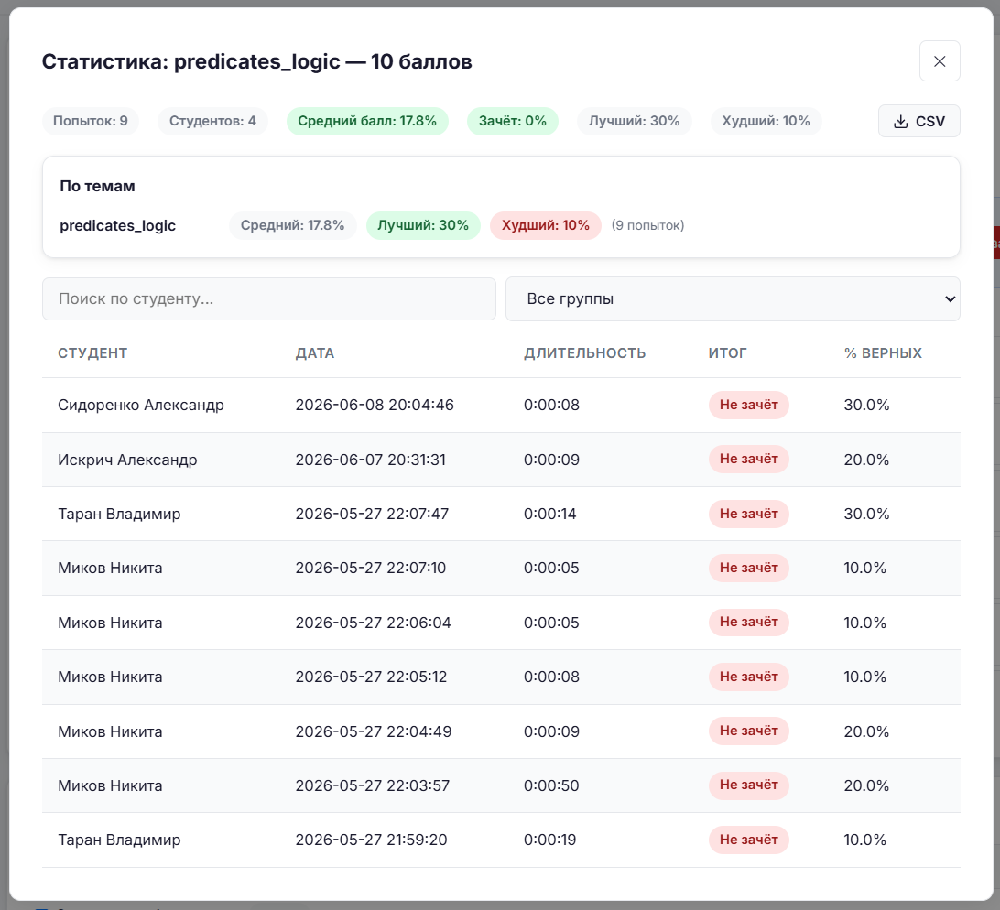 Статистика: predicates_logic — 10 баллов
Попыток: 9 Студентов: 4 Средний балл: 17.8% Зачёт: 0% Лучший: 30% Худший: 10% CSV
По темам
predicates_logic Средний: 17.8% Лучший: 30% Худший: 10% (9 попыток)
Поиск по студенту... Все группы
СТУДЕНТ ДАТА ДЛИТЕЛЬНОСТЬ ИТОГ % ВЕРНЫХ
Сидоренко Александр 2026-06-08 20:04:46 0:00:08 Не зачёт 30.0%
Искрич Александр 2026-06-07 20:31:31 0:00:09 Не зачёт 20.0%
Таран Владимир 2026-05-27 22:07:47 0:00:14 Не зачёт 30.0%
Миков Никита 2026-05-27 22:07:10 0:00:05 Не зачёт 10.0%
Миков Никита 2026-05-27 22:06:04 0:00:05 Не зачёт 10.0%
Миков Никита 2026-05-27 22:05:12 0:00:08 Не зачёт 10.0%
Миков Никита 2026-05-27 22:04:49 0:00:09 Не зачёт 20.0%
Миков Никита 2026-05-27 22:03:57 0:00:50 Не зачёт 20.0%
Таран Владимир 2026-05-27 21:59:20 0:00:19 Не зачёт 10.0%